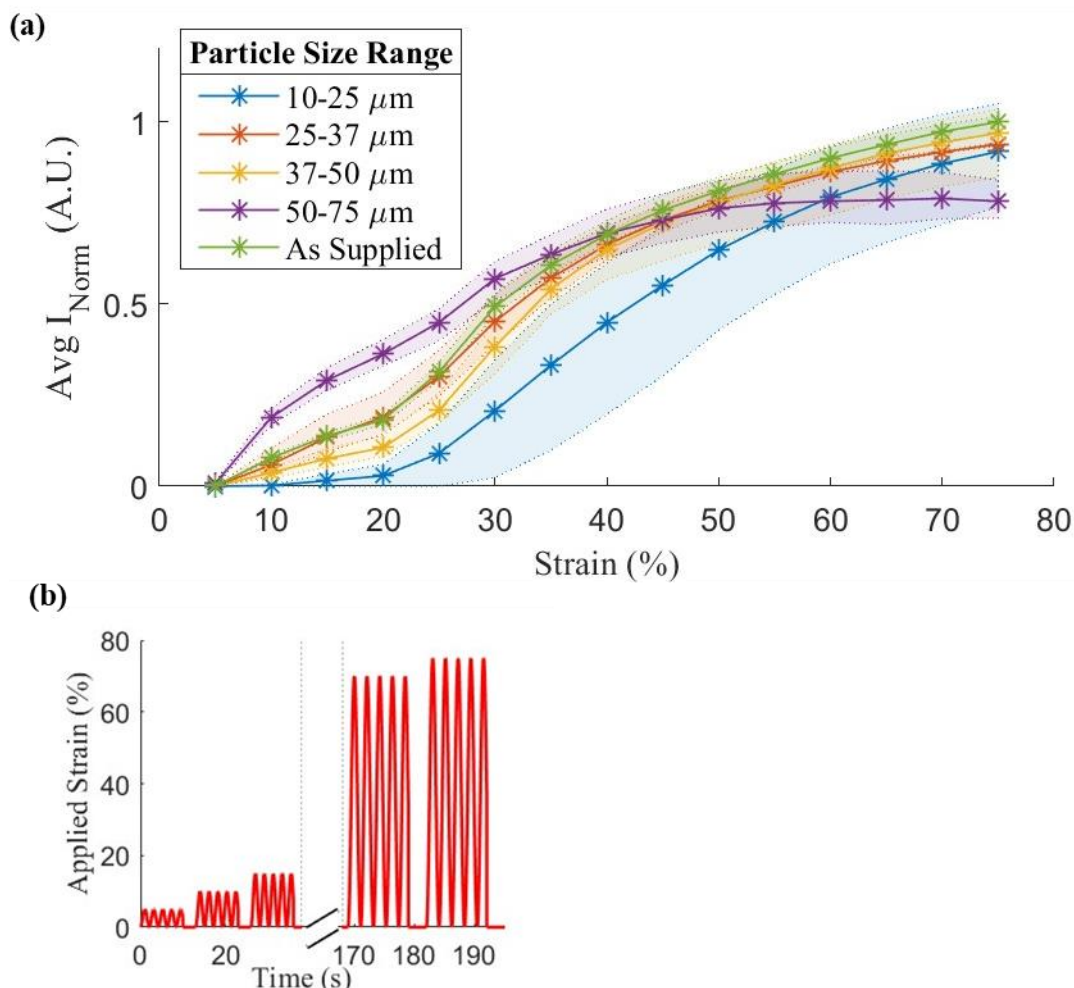 (a)
Particle Size Range
10-25 μm
25-37 μm
37-50 μm
50-75 μm
As Supplied
Avg I_Norm (A.U.)
1
0.5
0
0 10 20 30 40 50 60 70 80
Strain (%)
(b)
Applied Strain (%)
80
60
40
20
0
0 20 170 180 190
Time (s)